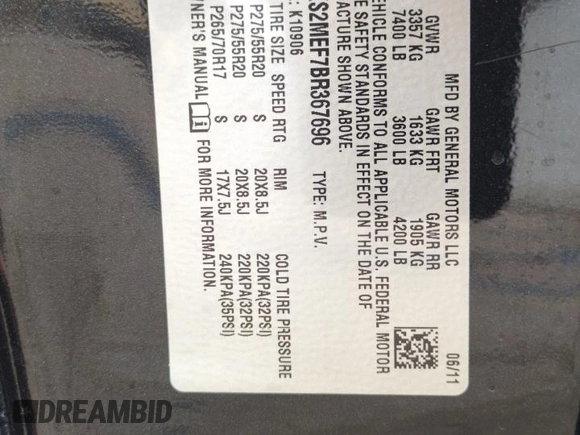 MFD BY GENERAL MOTORS LLC 06/11
GVWR GAWR FRT GAWR RR
3357 KG 1633 KG 1905 KG
7400 LB 3600 LB 4200 LB
VEHICLE CONFORMS TO ALL APPLICABLE U.S. FEDERAL MOTOR
SAFETY STANDARDS IN EFFECT ON THE DATE OF
SHOWN ABOVE.
S2MEF7BR367696 TYPE: M.P.V.
K10906
TIRE SIZE SPEED RTG RIM COLD TIRE PRESSURE
P275/55R20 S 20X8.5J 220KPA(32PSI)
P275/55R20 S 20X8.5J 220KPA(32PSI)
P265/70R17 S 17X7.5J 240KPA(35PSI)
MANUAL i FOR MORE INFORMATION.
DREAMBID